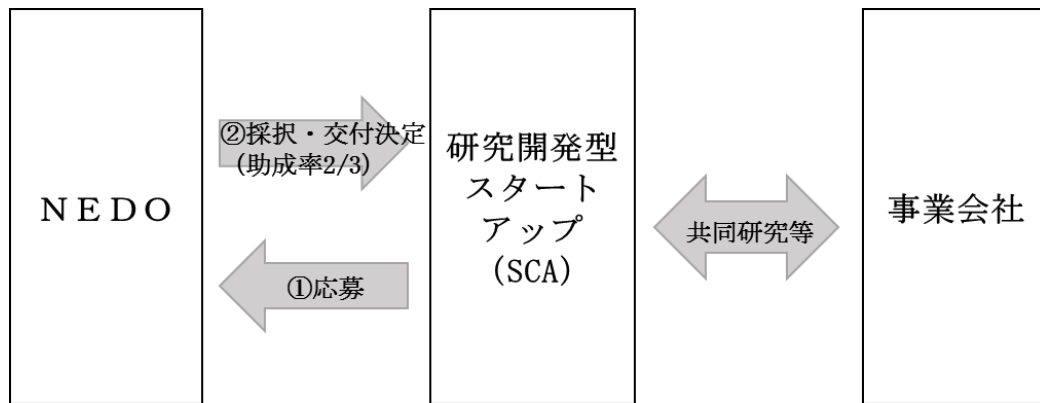 NEDO
②採択・交付決定
(助成率2/3)
①応募
研究開発型
スタート
アップ
(SCA)
共同研究等
事業会社